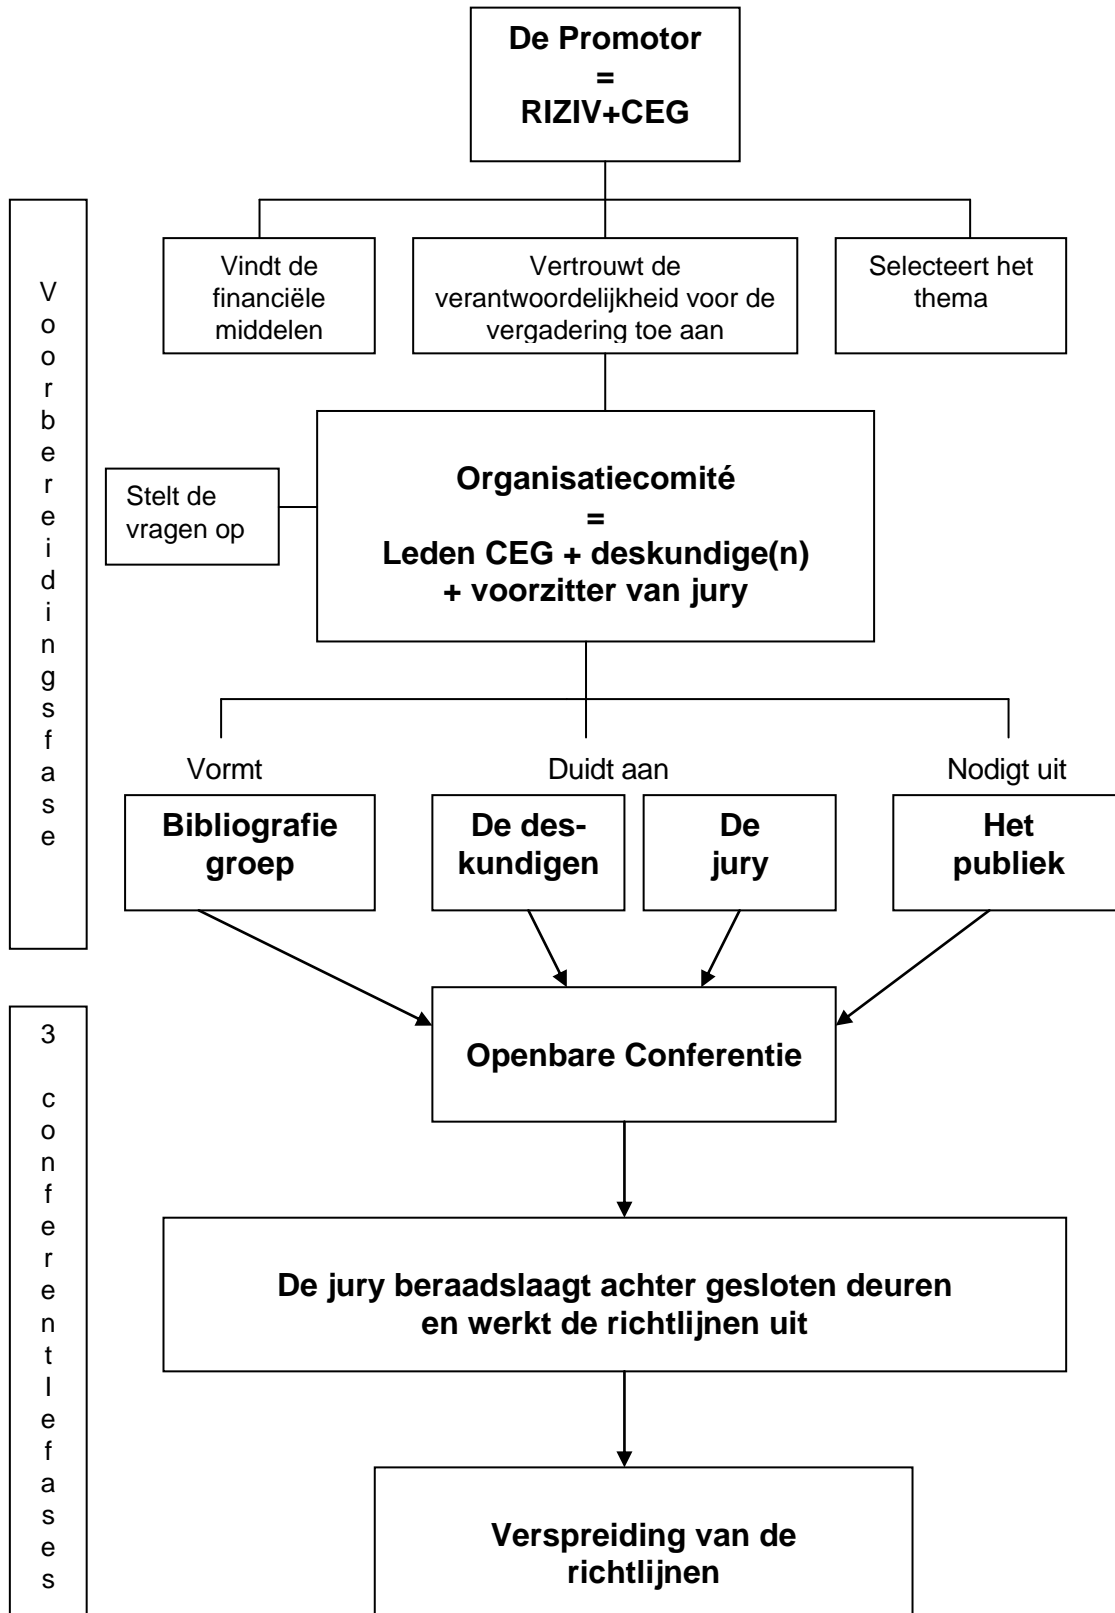 De Promotor
=
RIZIV+CEG
Vindt de
financiële
middelen
Vertrouwt de
verantwoordelijkheid voor de
vergadering toe aan
Selecteert het
thema
Voorbereidingsfase
Organisatiecomité
=
Leden CEG + deskundige(n)
+ voorzitter van jury
Stelt de
vragen op
Vormt
Duidt aan
Nodigt uit
Bibliografie
groep
De des-
kundigen
De
jury
Het
publiek
Openbare Conferentie
3 conferentIefases
De jury beraadslaagt achter gesloten deuren
en werkt de richtlijnen uit
Verspreiding van de
richtlijnen